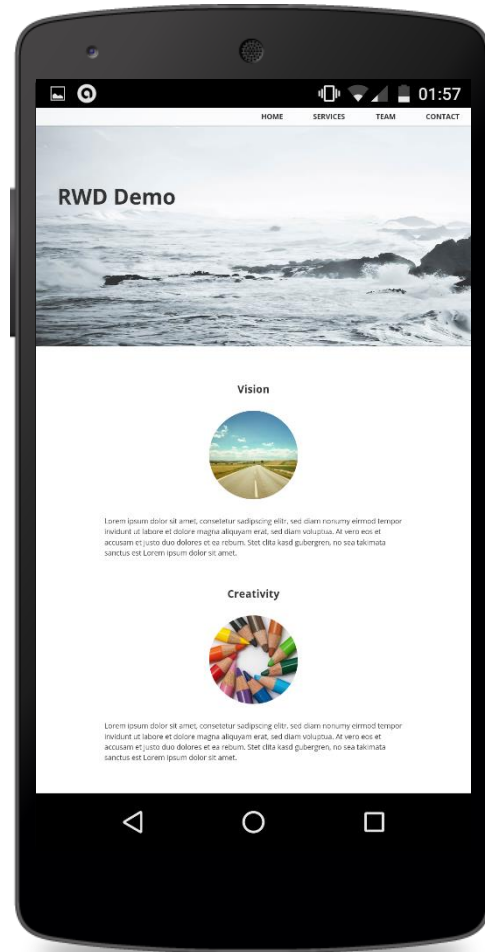 01:57
HOME SERVICES TEAM CONTACT
RWD Demo
Vision
Lorem ipsum dolor sit amet, consetetur sadipscing elitr, sed diam nonumy eirmod tempor
invidunt ut labore et dolore magna aliquyam erat, sed diam voluptua. At vero eos et
accusam et justo duo dolores et ea rebum. Stet clita kasd gubergren, no sea takimata
sanctus est Lorem ipsum dolor sit amet.
Creativity
Lorem ipsum dolor sit amet, consetetur sadipscing elitr, sed diam nonumy eirmod tempor
invidunt ut labore et dolore magna aliquyam erat, sed diam voluptua. At vero eos et
accusam et justo duo dolores et ea rebum. Stet clita kasd gubergren, no sea takimata
sanctus est Lorem ipsum dolor sit amet.